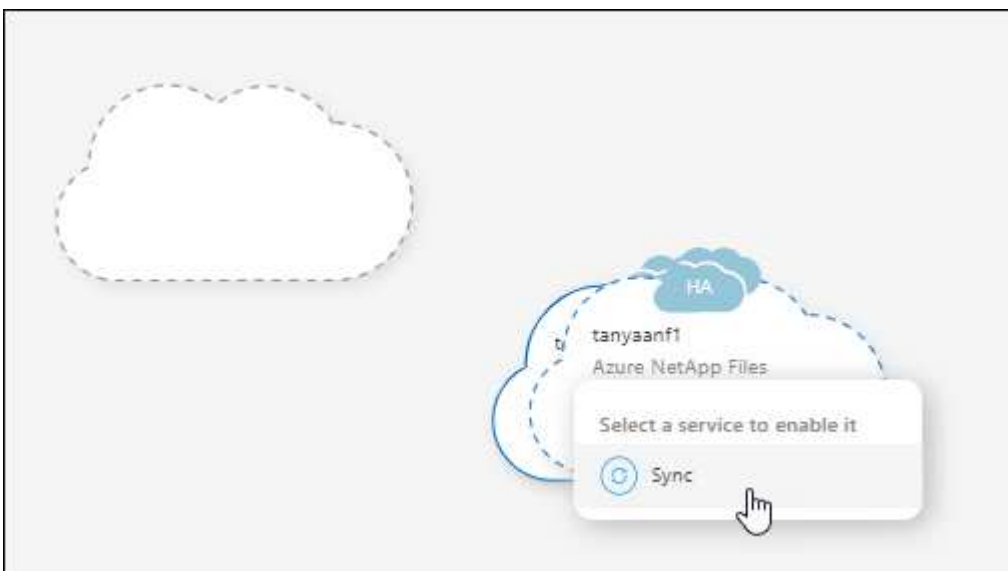 HA
tanyaanf1
Azure NetApp Files
Select a service to enable it
Sync